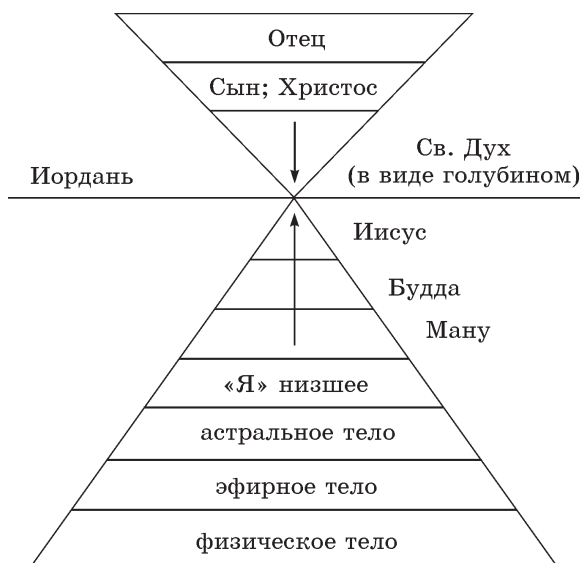 Отец
Сын; Христос
Св. Дух
Иордань
(в виде голубином)
Иисус
Будда
Ману
«Я» низшее
астральное тело
эфирное тело
физическое тело